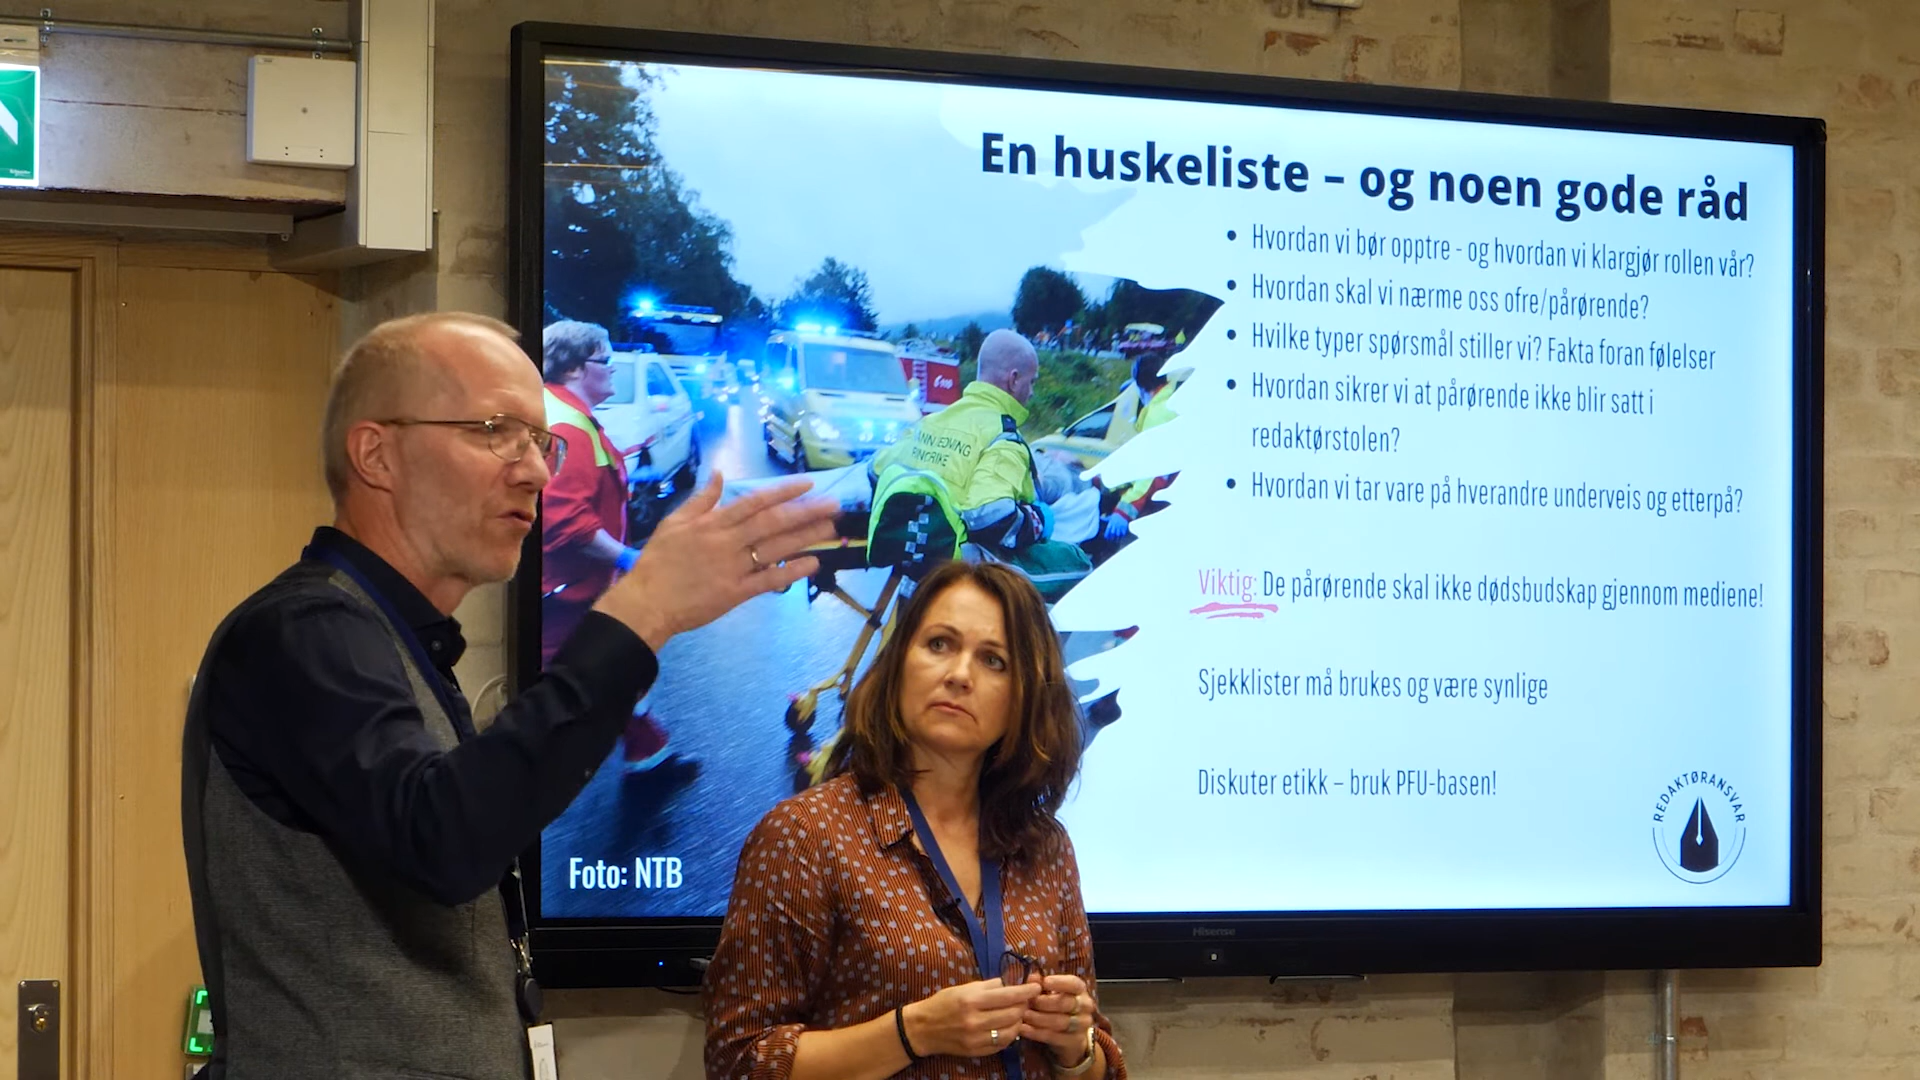 En huskeliste – og noen gode råd
• Hvordan vi bør opptre - og hvordan vi klargjør rollen vår?
• Hvordan skal vi nærme oss ofre/pårørende?
• Hvilke typer spørsmål stiller vi? Fakta foran følelser
• Hvordan sikrer vi at pårørende ikke blir satt i
redaktørstolen?
• Hvordan vi tar vare på hverandre underveis og etterpå?
Viktig: De pårørende skal ikke dødsbudskap gjennom mediene!
Sjekklister må brukes og være synlige
Diskuter etikk – bruk PFU-basen!
REDAKTØRANSVAR
Foto: NTB
Hisense